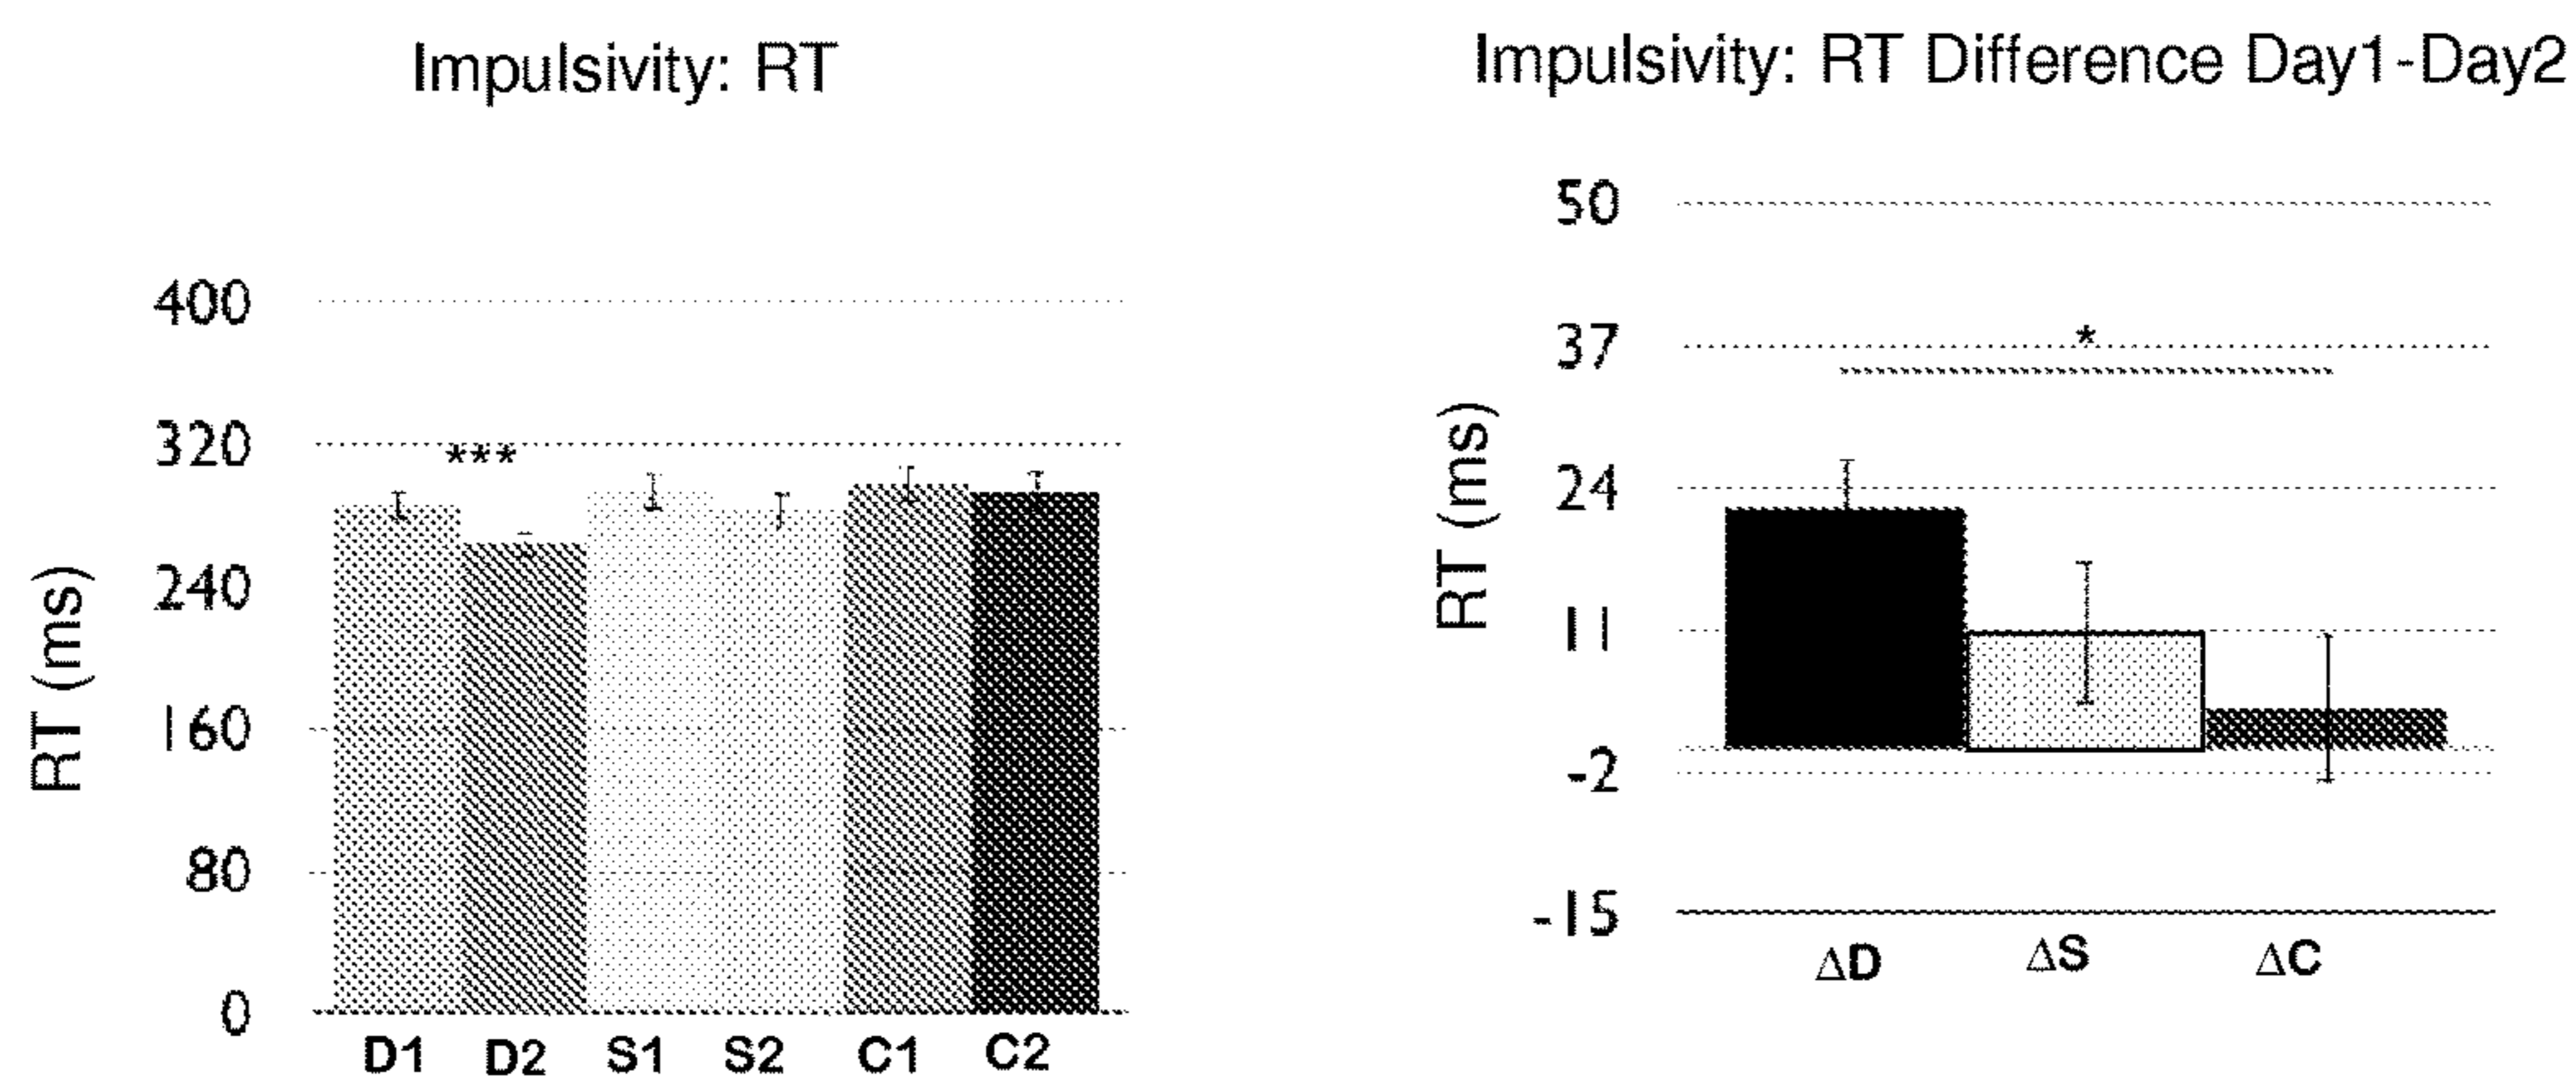 Impulsivity: RT
RT (ms)
400
320
240
160
80
0
***
D1 D2 S1 S2 C1 C2
Impulsivity: RT Difference Day1-Day2
RT (ms)
50
37
24
11
-2
-15
*
ΔD ΔS ΔC